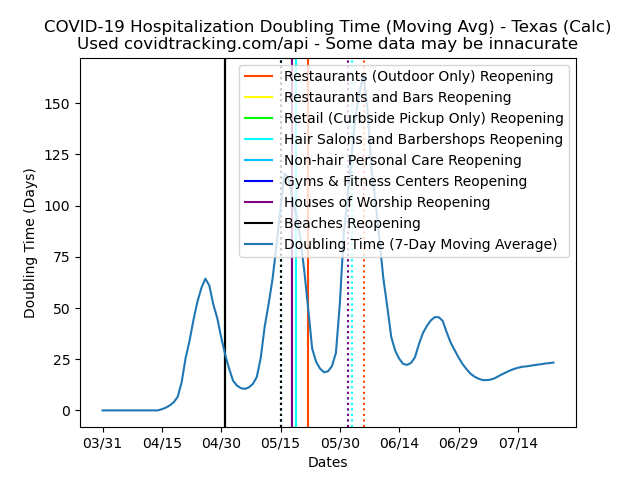 COVID-19 Hospitalization Doubling Time (Moving Avg) - Texas (Calc)
Used covidtracking.com/api - Some data may be innacurate
Restaurants (Outdoor Only) Reopening
Restaurants and Bars Reopening
Retail (Curbside Pickup Only) Reopening
Hair Salons and Barbershops Reopening
Non-hair Personal Care Reopening
Gyms & Fitness Centers Reopening
Houses of Worship Reopening
Beaches Reopening
Doubling Time (7-Day Moving Average)
Doubling Time (Days)
150
125
100
75
50
25
0
03/31 04/15 04/30 05/15 05/30 06/14 06/29 07/14
Dates